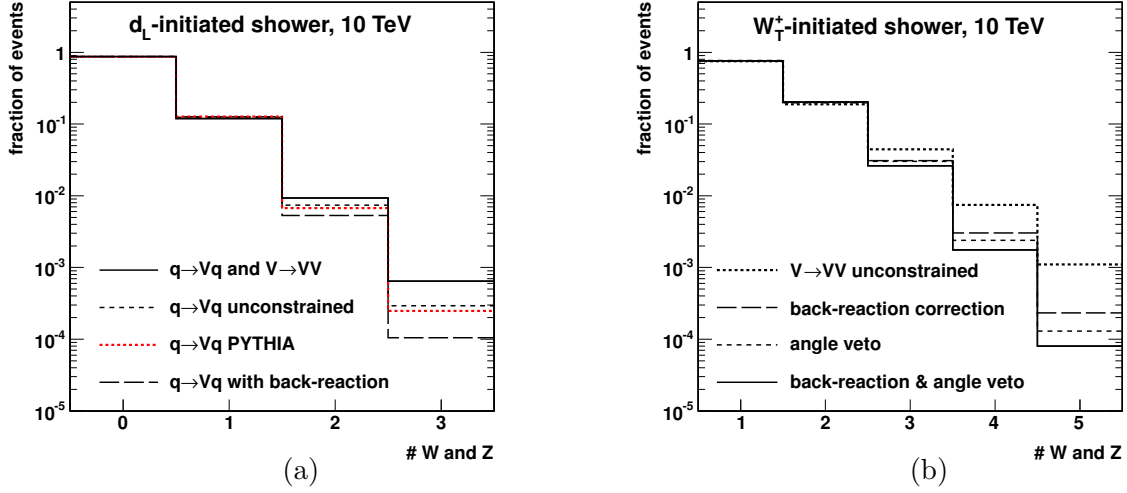 d_L-initiated shower, 10 TeV
fraction of events
1
10^-1
10^-2
10^-3
10^-4
10^-5
q→Vq and V→VV
q→Vq unconstrained
q→Vq PYTHIA
q→Vq with back-reaction
0 1 2 3
# W and Z
(a)
W_T^+-initiated shower, 10 TeV
fraction of events
1
10^-1
10^-2
10^-3
10^-4
10^-5
V→VV unconstrained
back-reaction correction
angle veto
back-reaction & angle veto
1 2 3 4 5
# W and Z
(b)